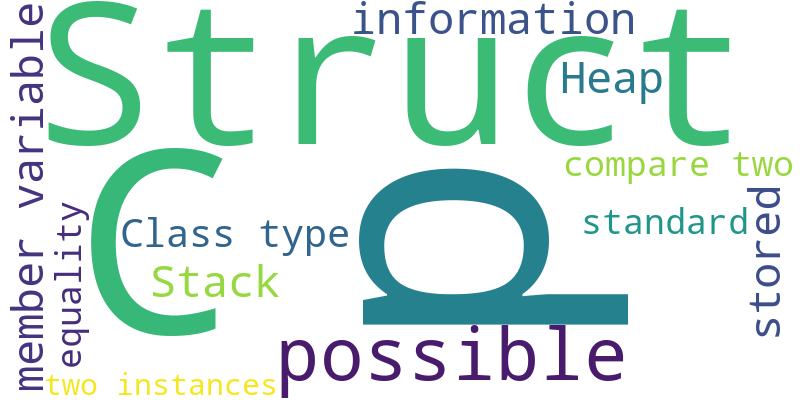 Struct
information
Heap
member variable
C
p
compare two
standard
stored
equality
Class type
Stack
possible
two instances